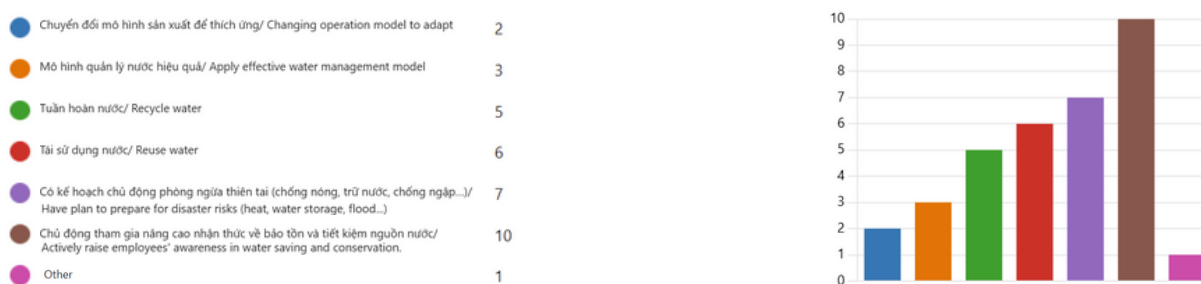 Chuyển đổi mô hình sản xuất để thích ứng/ Changing operation model to adapt 2
Mô hình quản lý nước hiệu quả/ Apply effective water management model 3
Tuần hoàn nước/ Recycle water 5
Tái sử dụng nước/ Reuse water 6
Có kế hoạch chủ động phòng ngừa thiên tai (chống nóng, trữ nước, chống ngập...)/ 7
Have plan to prepare for disaster risks (heat, water storage, flood...)
Chủ động tham gia nâng cao nhận thức về bảo tồn và tiết kiệm nguồn nước/ 10
Actively raise employees' awareness in water saving and conservation.
Other 1
10
9
8
7
6
5
4
3
2
1
0